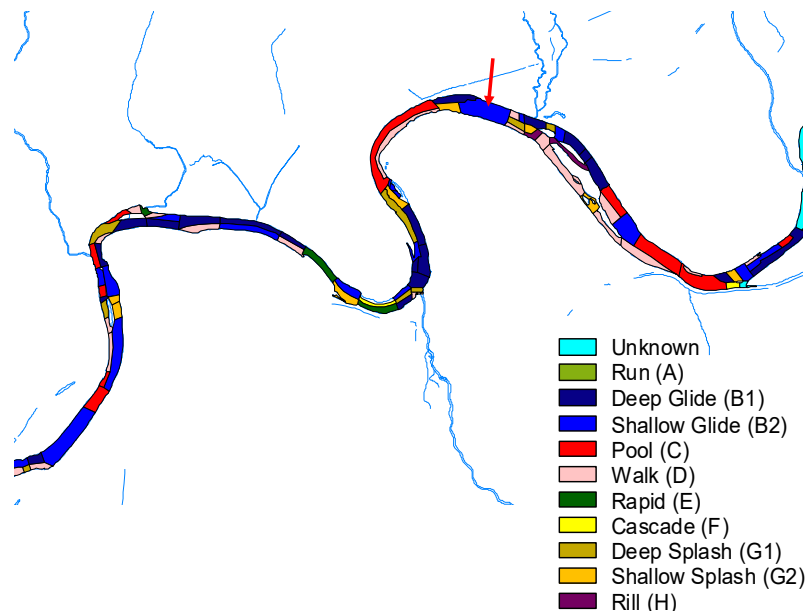 Unknown
Run (A)
Deep Glide (B1)
Shallow Glide (B2)
Pool (C)
Walk (D)
Rapid (E)
Cascade (F)
Deep Splash (G1)
Shallow Splash (G2)
Rill (H)